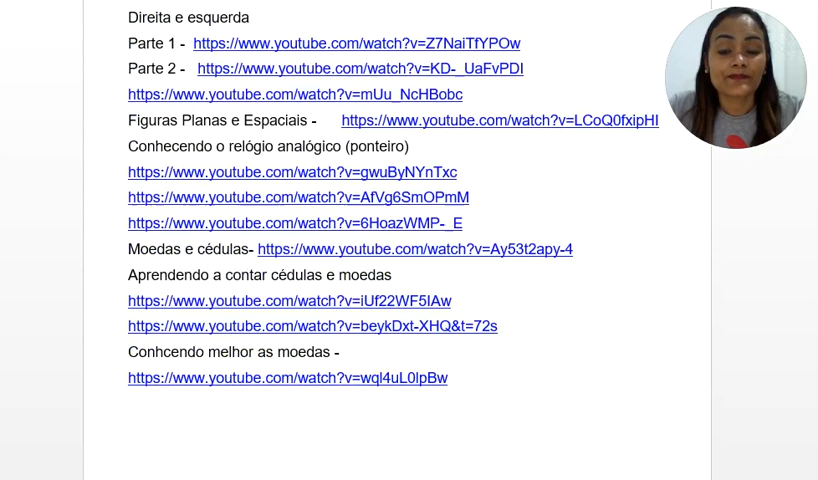 Direita e esquerda
Parte 1 - https://www.youtube.com/watch?v=Z7NaiTfYPOw
Parte 2 - https://www.youtube.com/watch?v=KD-_UaFvPDI
https://www.youtube.com/watch?v=mUu_NcHBobc
Figuras Planas e Espaciais - https://www.youtube.com/watch?v=LCoQ0fxipHI
Conhecendo o relógio analógico (ponteiro)
https://www.youtube.com/watch?v=gwuByNYnTxc
https://www.youtube.com/watch?v=AfVg6SmOPmM
https://www.youtube.com/watch?v=6HoazWMP-_E
Moedas e cédulas- https://www.youtube.com/watch?v=Ay53t2apy-4
Aprendendo a contar cédulas e moedas
https://www.youtube.com/watch?v=iUf22WF5IAw
https://www.youtube.com/watch?v=beykDxt-XHQ&t=72s
Conhcendo melhor as moedas -
https://www.youtube.com/watch?v=wql4uL0lpBw